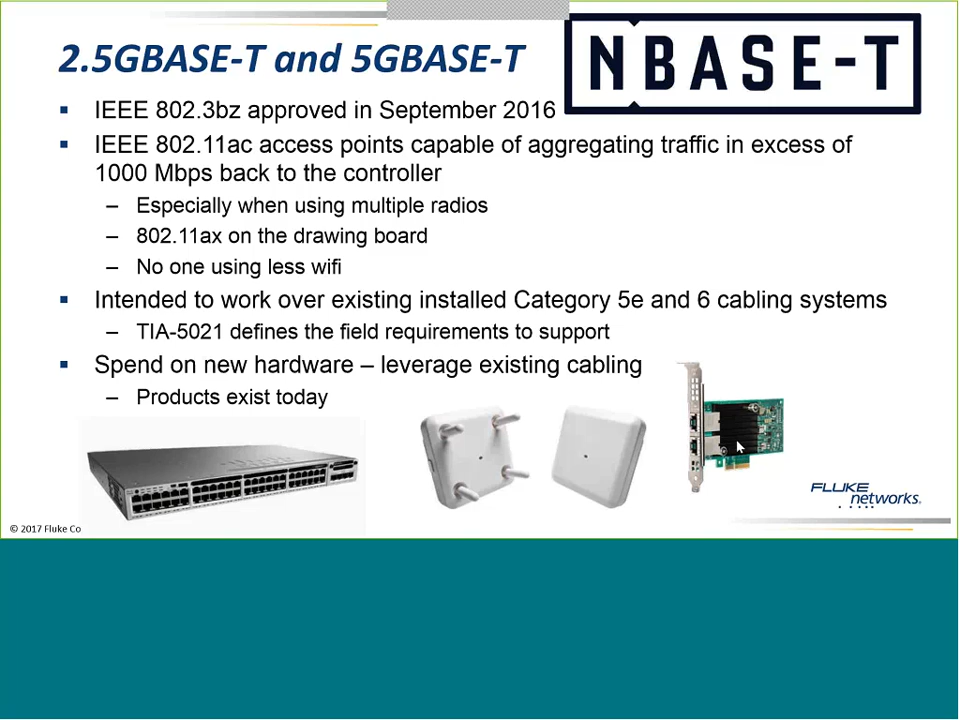 2.5GBASE-T and 5GBASE-T
NBASE-T
▪ IEEE 802.3bz approved in September 2016
▪ IEEE 802.11ac access points capable of aggregating traffic in excess of
1000 Mbps back to the controller
– Especially when using multiple radios
– 802.11ax on the drawing board
– No one using less wifi
▪ Intended to work over existing installed Category 5e and 6 cabling systems
– TIA-5021 defines the field requirements to support
▪ Spend on new hardware – leverage existing cabling
– Products exist today
FLUKE
networks®
© 2017 Fluke Co